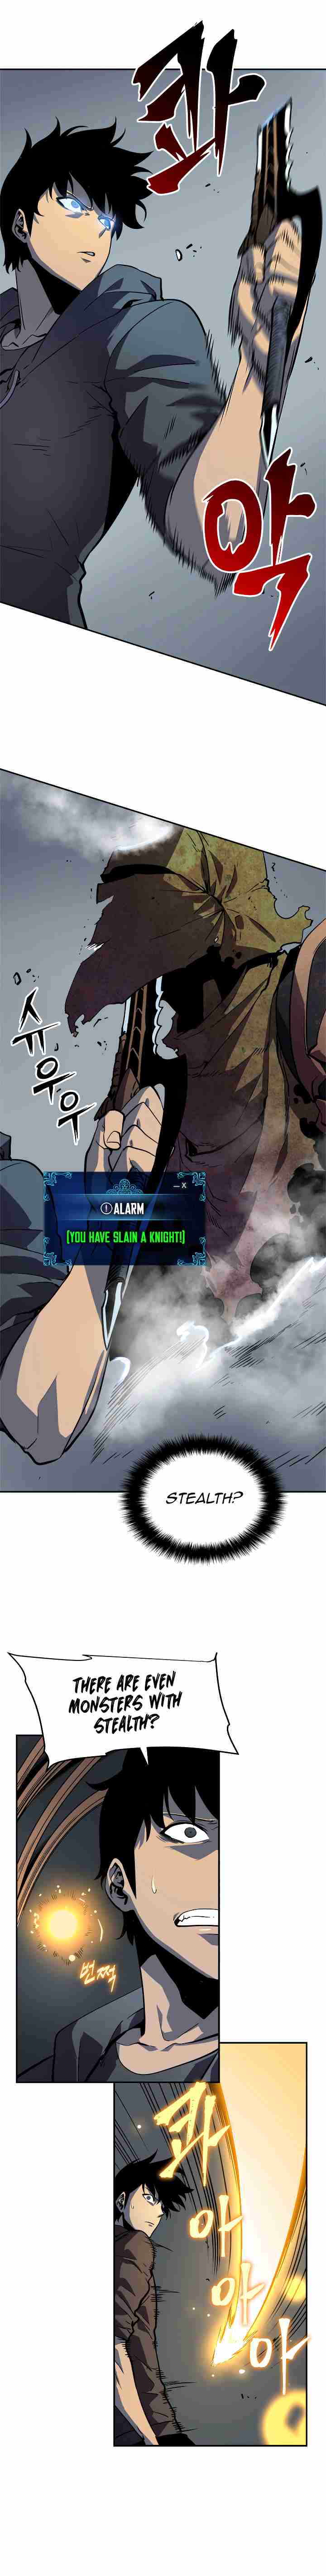 콰
악
슈우우
! ALARM
[YOU HAVE SLAIN A KNIGHT!]
STEALTH?
THERE ARE EVEN
MONSTERS WITH
STEALTH?
번쩍
콰
아
아
아